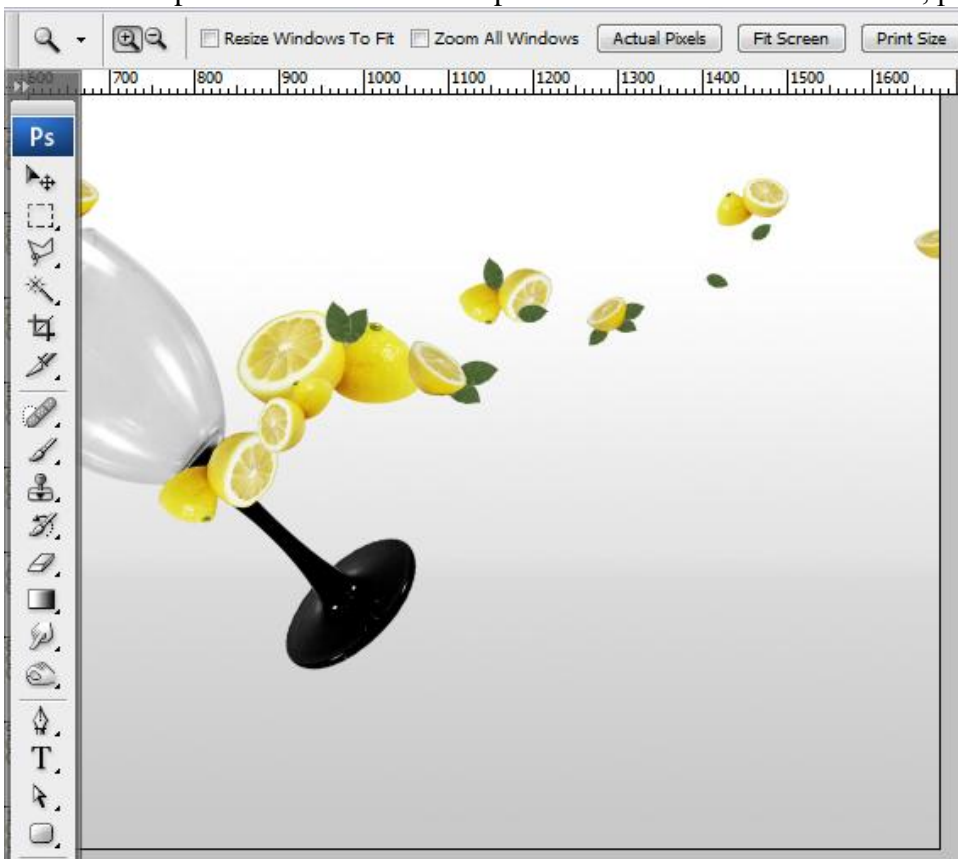 Resize Windows To Fit Zoom All Windows Actual Pixels Fit Screen Print Size
600 700 800 900 1000 1100 1200 1300 1400 1500 1600
Ps
T